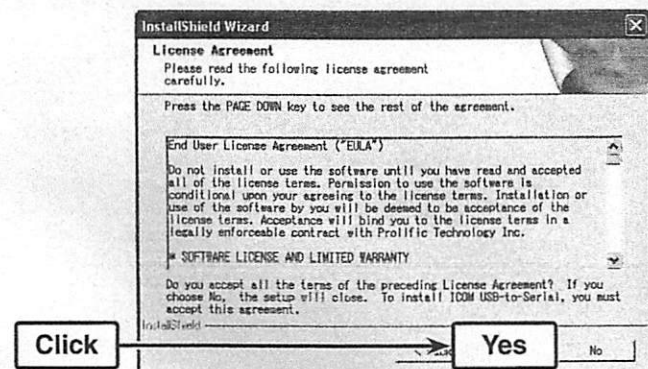 InstallShield Wizard
License Agreement
Please read the following license agreement
carefully.
Press the PAGE DOWN key to see the rest of the agreement.
End User License Agreement ("EULA")
Do not install or use the software until you have read and accepted
all of the license terms. Permission to use the software is
conditional upon your agreeing to the license terms. Installation or
use of the software by you will be deemed to be acceptance of the
license terms. Acceptance will bind you to the license terms in a
legally enforceable contract with Prolific Technology Inc.
* SOFTWARE LICENSE AND LIMITED WARRANTY
Do you accept all the terms of the preceding License Agreement? If you
choose No, the setup will close. To install ICOM USB-to-Serial, you must
accept this agreement.
InstallShield
Click
Yes
No